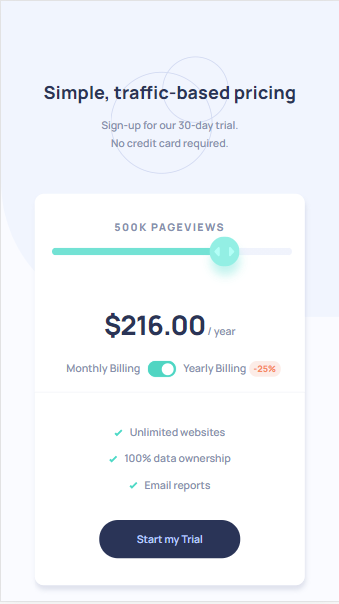 Simple, traffic-based pricing
Sign-up for our 30-day trial.
No credit card required.
500K PAGEVIEWS
$216.00 / year
Monthly Billing Yearly Billing -25%
Unlimited websites
100% data ownership
Email reports
Start my Trial